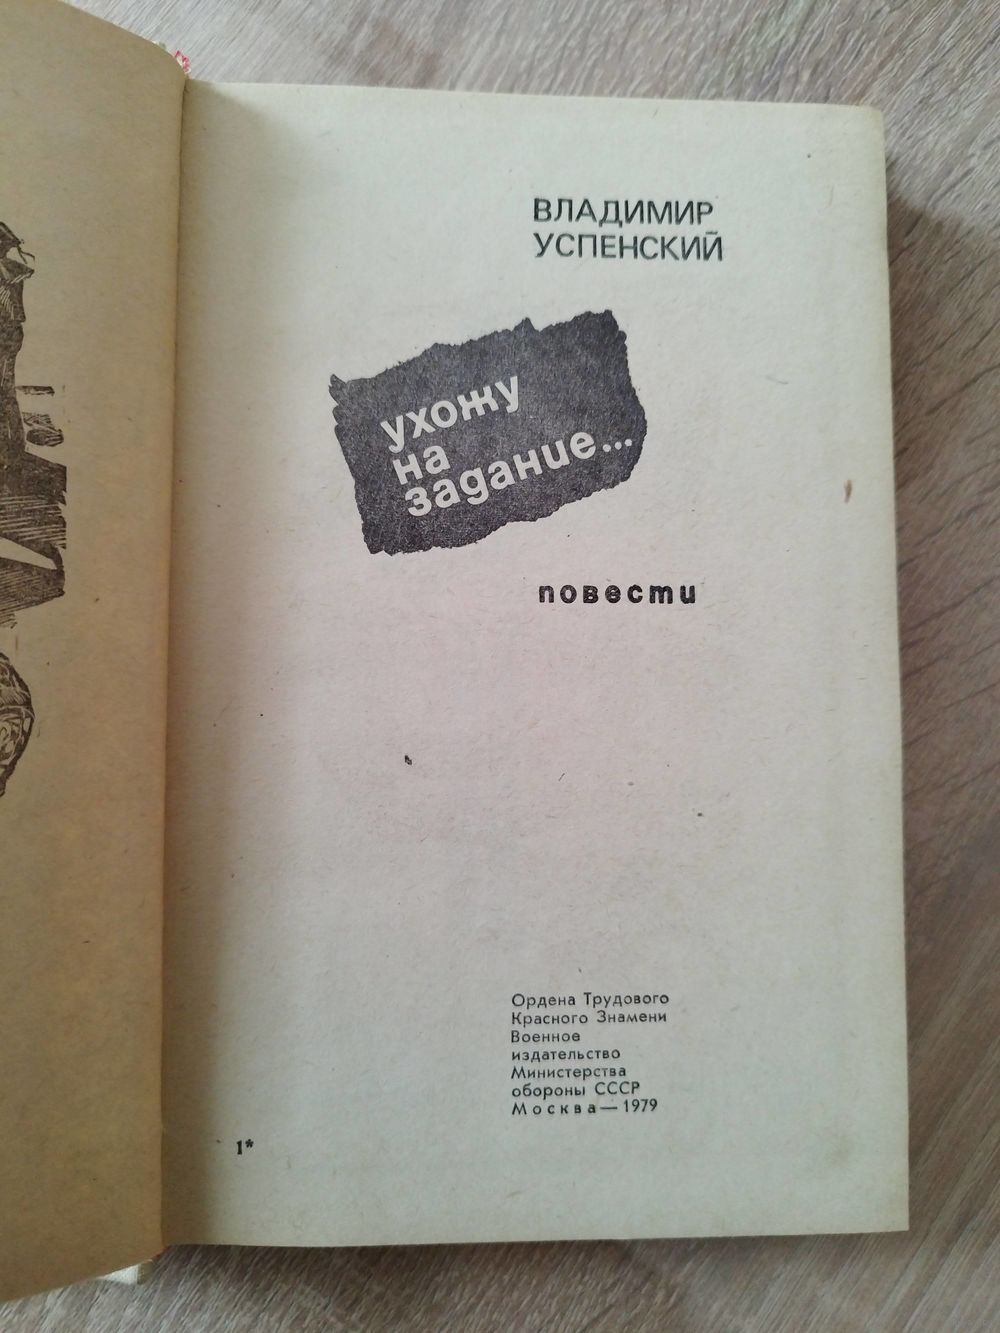 ВЛАДИМИР
УСПЕНСКИЙ
ухожу
на
задание...
повести
Ордена Трудового
Красного Знамени
Военное
издательство
Министерства
обороны СССР
Москва — 1979
1*